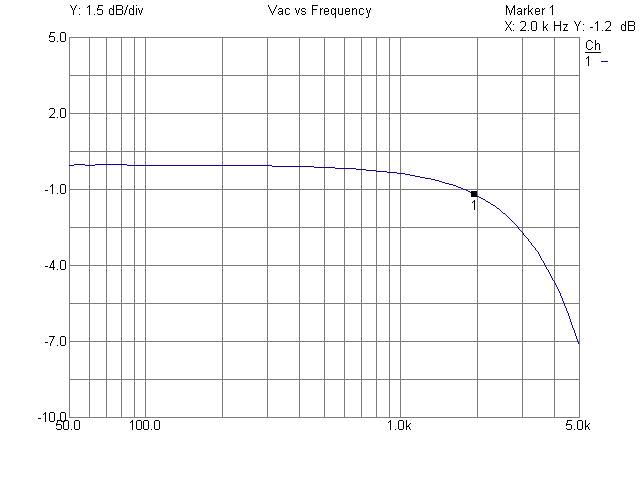 Y: 1.5 dB/div Vac vs Frequency Marker 1
X: 2.0 k Hz Y: -1.2 dB
5.0 Ch
1 –
2.0
-1.0
1
-4.0
-7.0
-10.0
50.0 100.0 1.0k 5.0k